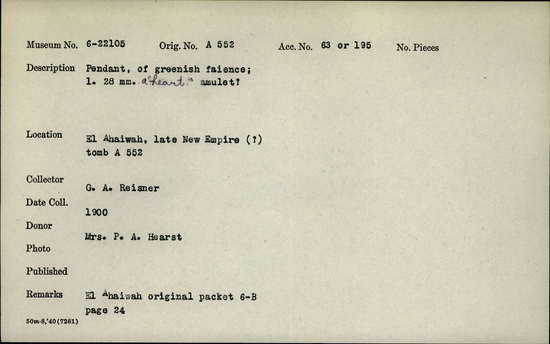 Museum No. 6-22105 Orig. No. A 552 Acc. No. 63 or 195 No. Pieces
Description Pendant, of greenish faience;
l. 28 mm. a "heart" amulet?
Location El Ahaiwah, late New Empire (?)
tomb A 552
Collector G. A. Reisner
Date Coll. 1900
Donor Mrs. P. A. Hearst
Photo
Published
Remarks El Ahaiwah original packet 6-B
page 24
50m-8,'40(7281)